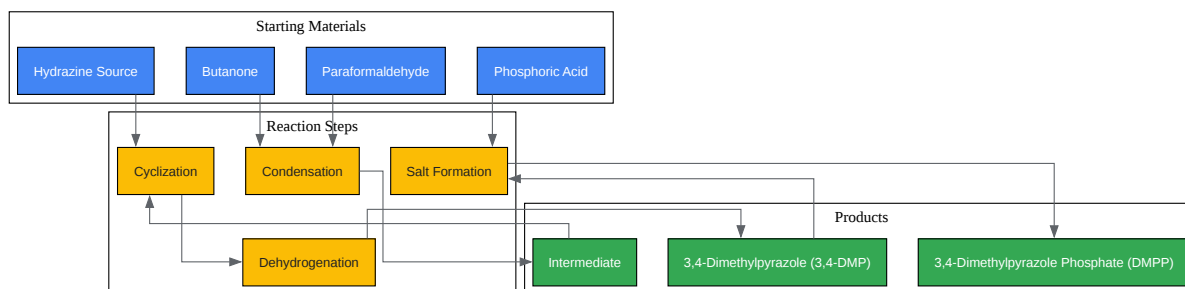 Starting Materials
Hydrazine Source
Butanone
Paraformaldehyde
Phosphoric Acid
Reaction Steps
Cyclization
Condensation
Salt Formation
Products
Dehydrogenation
Intermediate
3,4-Dimethylpyrazole (3,4-DMP)
3,4-Dimethylpyrazole Phosphate (DMPP)